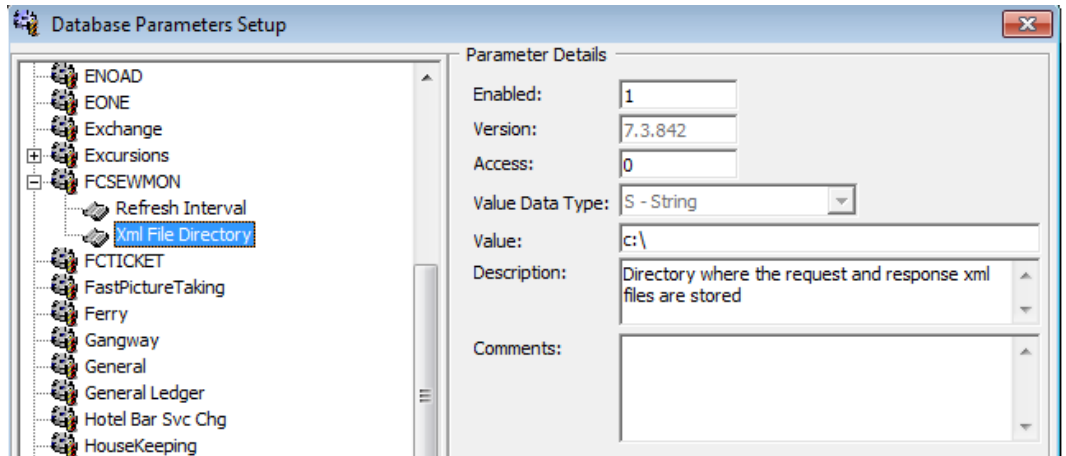 Database Parameters Setup
ENOAD
EONE
Exchange
Excursions
FCSEWMON
Refresh Interval
Xml File Directory
FCTICKET
FastPictureTaking
Ferry
Gangway
General
General Ledger
Hotel Bar Svc Chg
HouseKeeping
Parameter Details
Enabled: 1
Version: 7.3.842
Access: 0
Value Data Type: S - String
Value: c:\
Description: Directory where the request and response xml
files are stored
Comments: